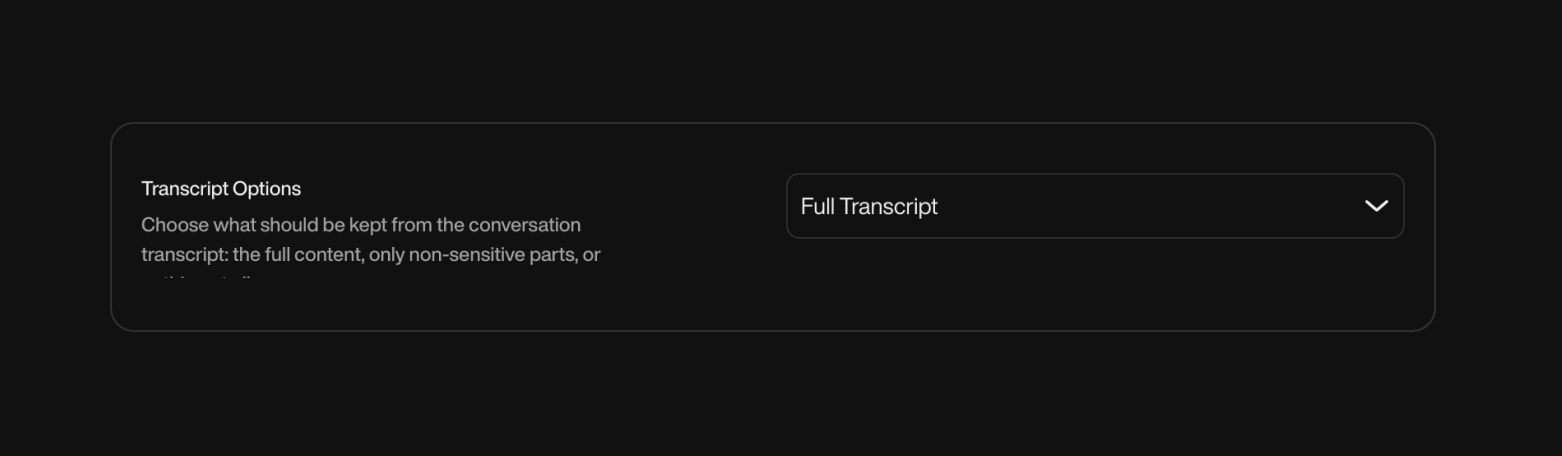 Transcript Options
Choose what should be kept from the conversation
transcript: the full content, only non-sensitive parts, or
Full Transcript